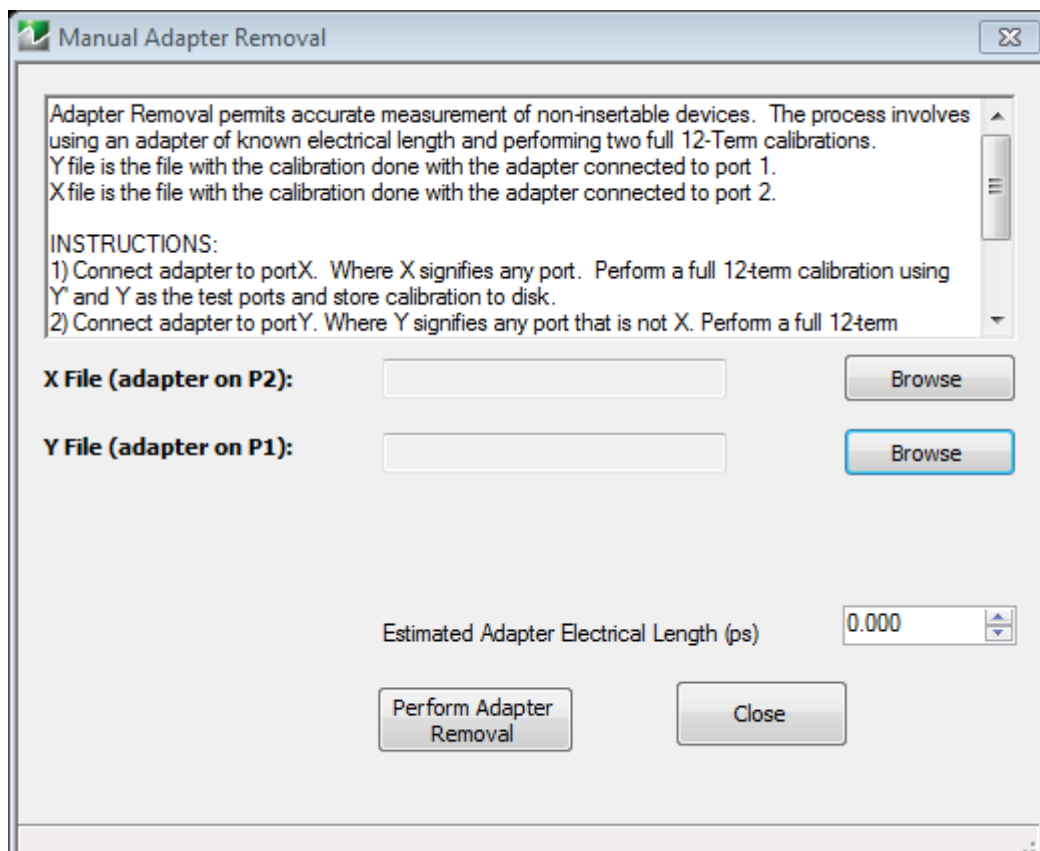 Manual Adapter Removal
Adapter Removal permits accurate measurement of non-insertable devices. The process involves
using an adapter of known electrical length and performing two full 12-Term calibrations.
Y file is the file with the calibration done with the adapter connected to port 1.
X file is the file with the calibration done with the adapter connected to port 2.
INSTRUCTIONS:
1) Connect adapter to portX. Where X signifies any port. Perform a full 12-term calibration using
Y' and Y as the test ports and store calibration to disk.
2) Connect adapter to portY. Where Y signifies any port that is not X. Perform a full 12-term
X File (adapter on P2):
Browse
Y File (adapter on P1):
Browse
Estimated Adapter Electrical Length (ps)
0.000
Perform Adapter
Removal
Close